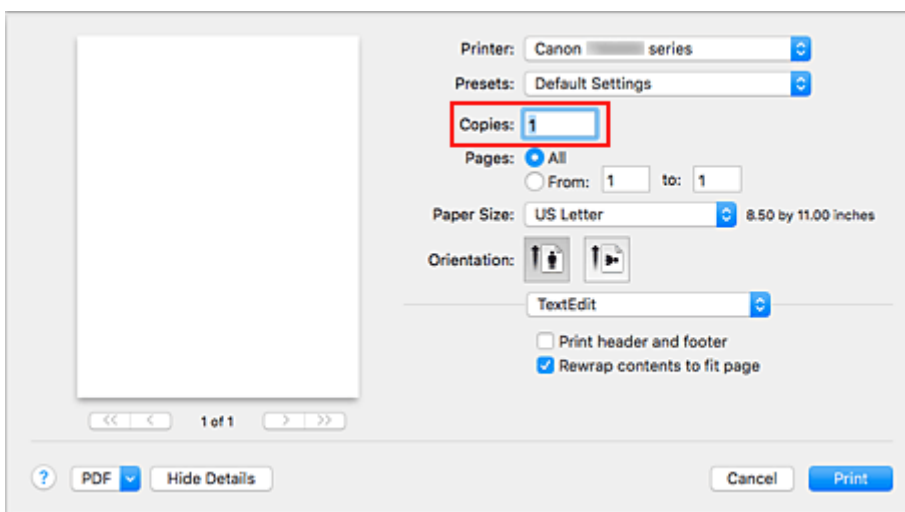 Printer: Canon series
Presets: Default Settings
Copies: 1
Pages: All
From: 1 to: 1
Paper Size: US Letter 8.50 by 11.00 inches
Orientation:
TextEdit
Print header and footer
Rewrap contents to fit page
<< < 1 of 1 > >>
? PDF Hide Details Cancel Print